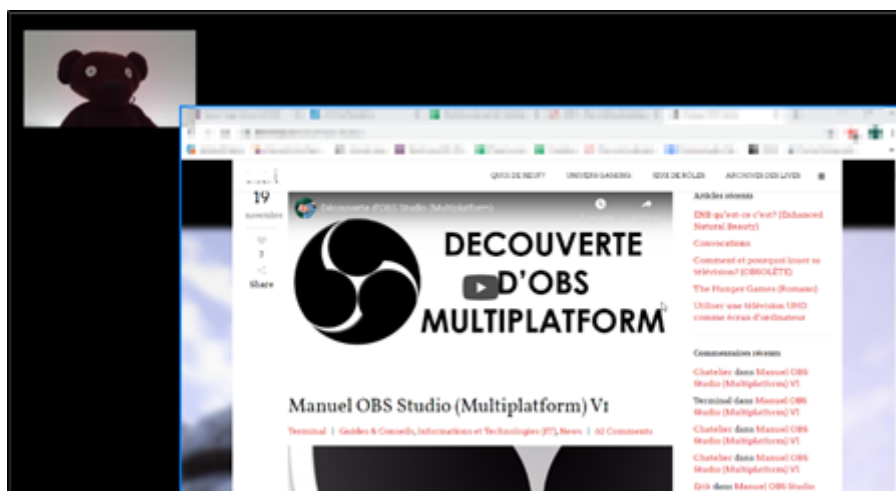 QUOI DE NEUF?
UNIVERS GAMING
JEUX DE RÔLES
ARCHIVES DES LIVES
19
novembre
7
Share
Découverte d'OBS Studio (Multiplatform)
DECOUVERTE
D'OBS
MULTIPLATFORM
Manuel OBS Studio (Multiplatform) V1
Terminal | Guides & Conseils, Informations et Technologies (IT), News | 62 Comments
Articles récents
ENB qu'est-ce c'est? (Enhanced
Natural Beauty)
Convocations
Comment et pourquoi louer sa
télévision? (OBSOLÈTE)
The Hunger Games (Romans)
Utiliser une télévision UHD
comme écran d'ordinateur
Commentaires récents
Chatelier dans Manuel OBS
Studio (Multiplatform) V1
Terminal dans Manuel OBS
Studio (Multiplatform) V1
Chatelier dans Manuel OBS
Studio (Multiplatform) V1
Chatelier dans Manuel OBS
Studio (Multiplatform) V1
Erik dans Manuel OBS Studio